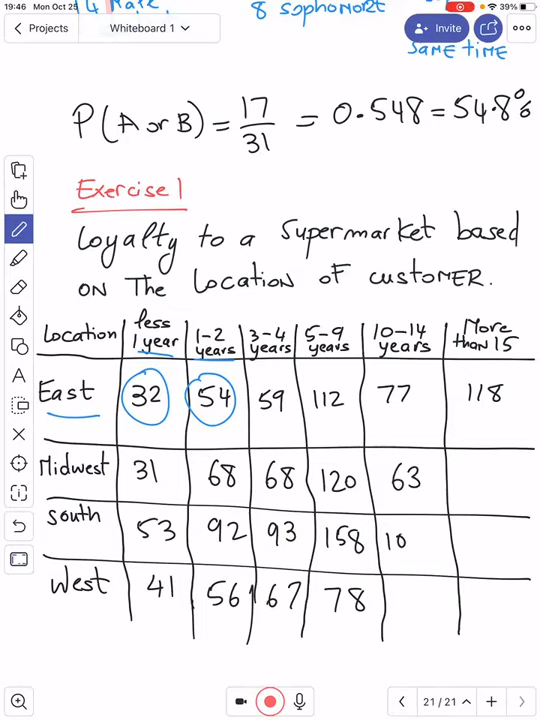 19:46 Mon Oct 25
39%
Projects
Whiteboard 1
Invite
8 sophomore
SAME TIME
P(A or B) = 17/31 = 0.548 = 54.8%
Exercise 1
Loyalty to a Supermarket based
on The Location of customer.
Location less 1 year 1-2 years 3-4 years 5-9 years 10-14 years More than 15
East 32 54 59 112 77 118
Midwest 31 68 68 120 63
south 53 92 93 158 10
West 41 56 67 78
21/21